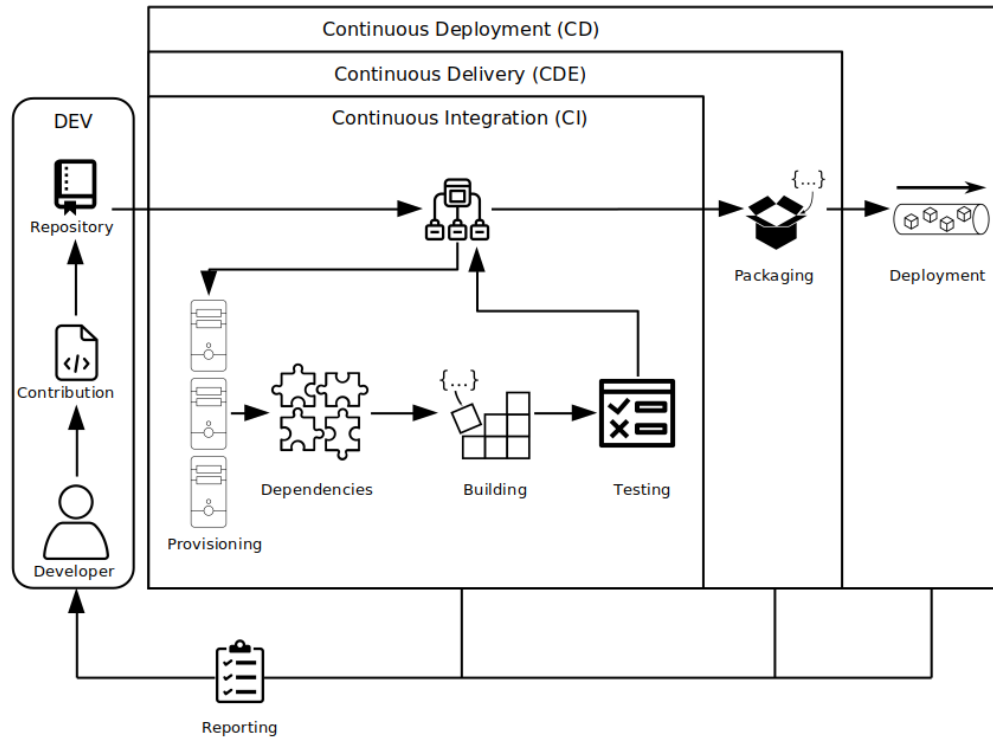 Continuous Deployment (CD)
Continuous Delivery (CDE)
Continuous Integration (CI)
DEV
Repository
{...}
Packaging
Deployment
Contribution
{...}
Dependencies
Building
Testing
Provisioning
Developer
Reporting